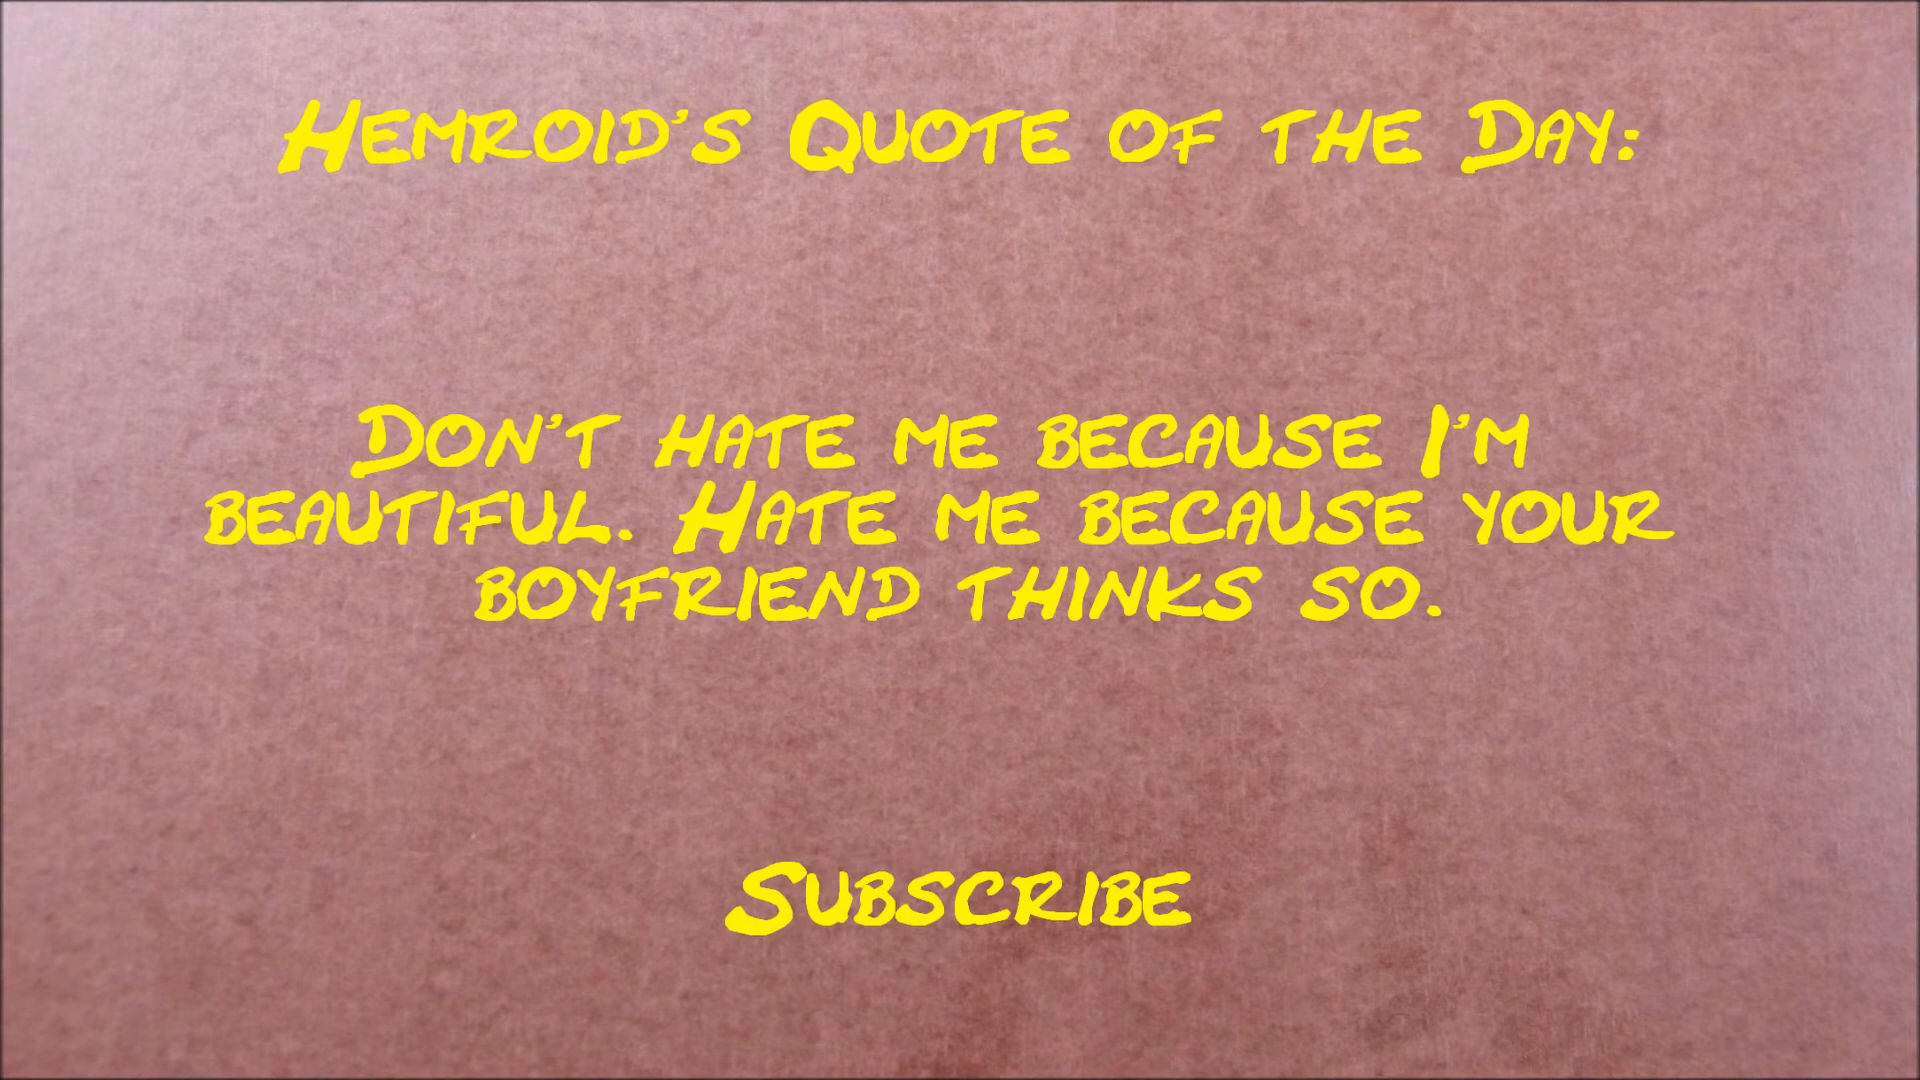 Hemroid's Quote of the Day:
Don't hate me because I'm
beautiful. Hate me because your
boyfriend thinks so.
Subscribe